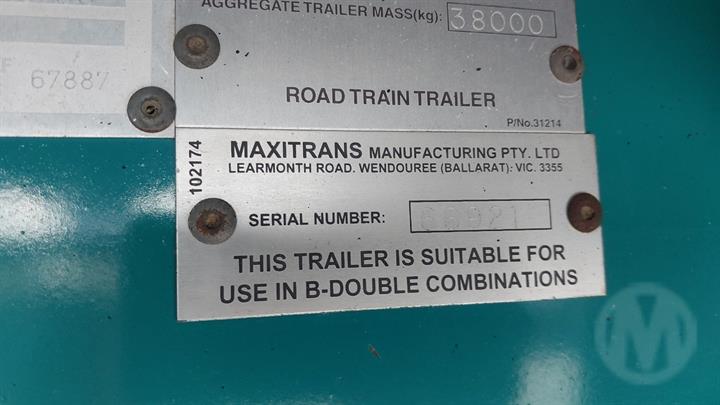 AGGREGATE TRAILER MASS(kg): 38000
67887
ROAD TRAIN TRAILER
P/No.31214
102174
MAXITRANS MANUFACTURING PTY. LTD
LEARMONTH ROAD. WENDOUREE (BALLARAT): VIC. 3355
SERIAL NUMBER: 66921
THIS TRAILER IS SUITABLE FOR
USE IN B-DOUBLE COMBINATIONS
M